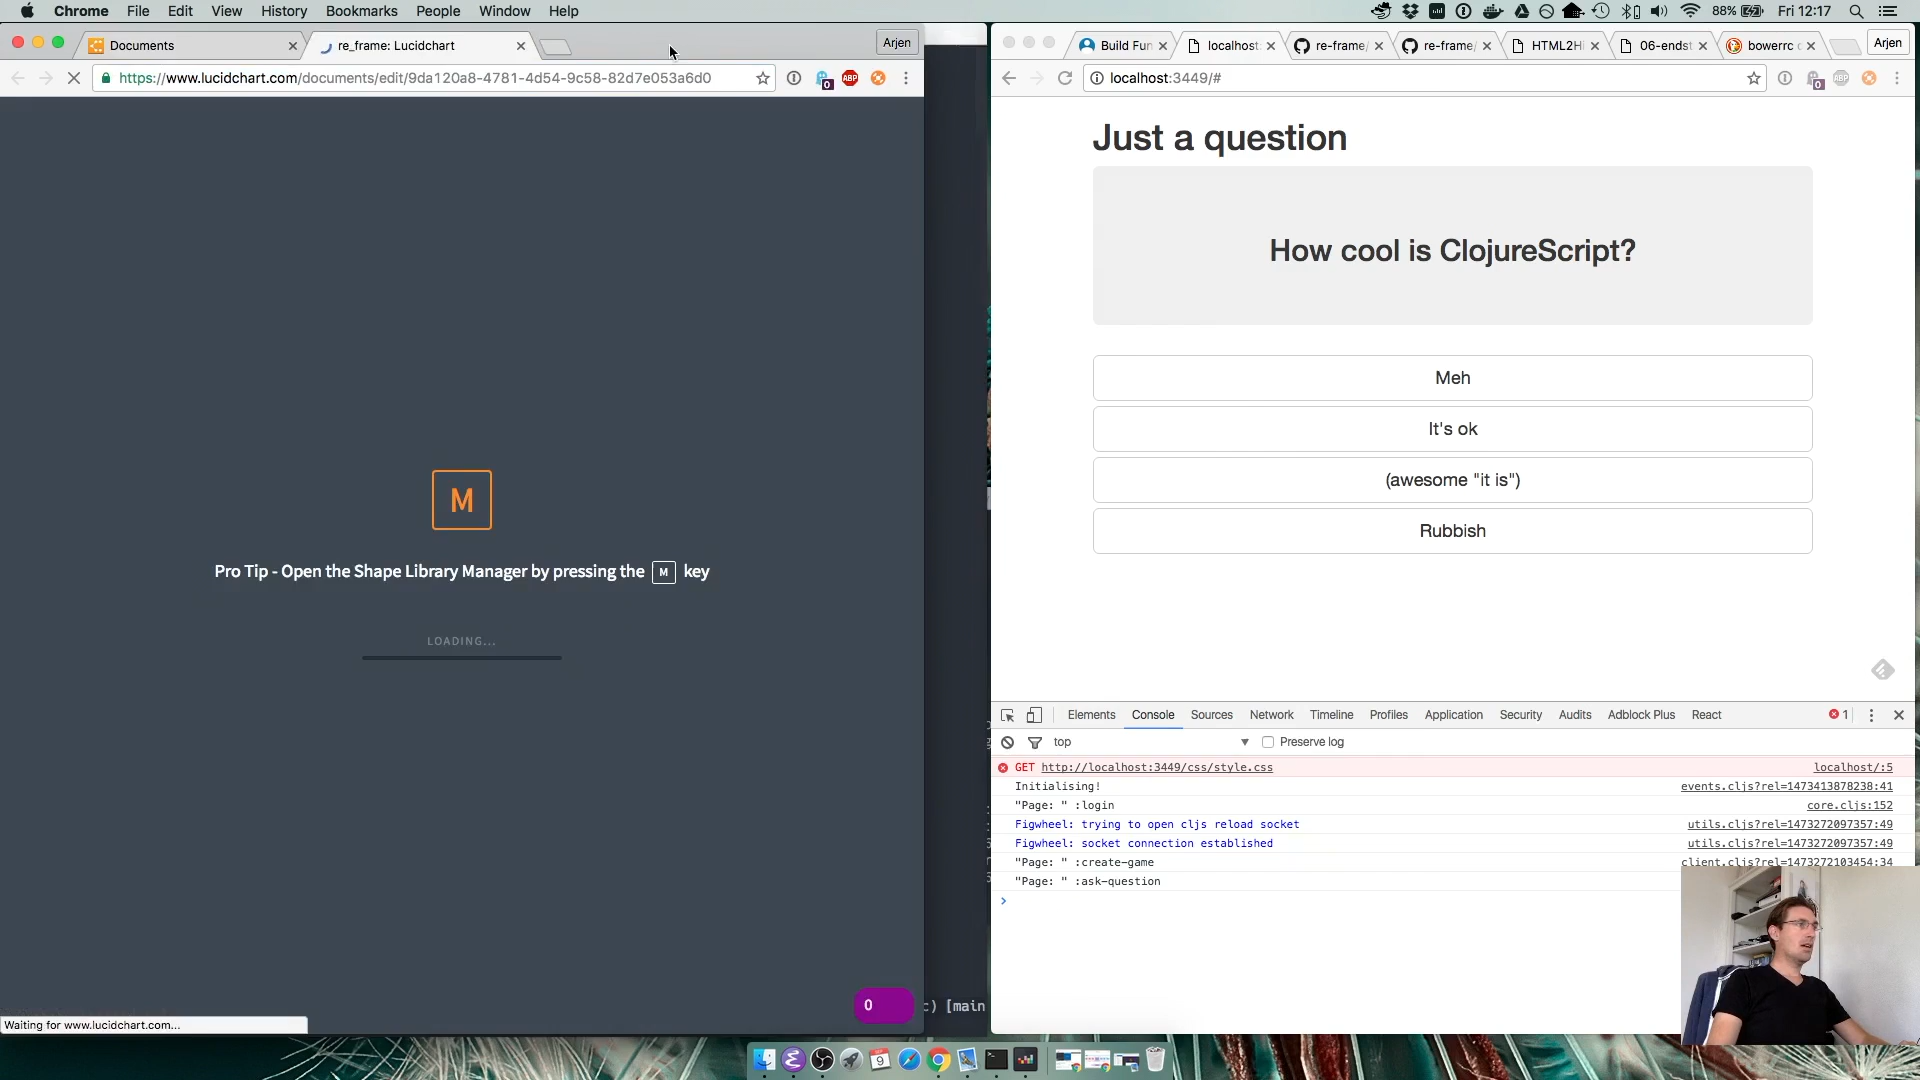 Chrome File Edit View History Bookmarks People Window Help
88% Fri 12:17
Documents
re_frame: Lucidchart
Arjen
https://www.lucidchart.com/documents/edit/9da120a8-4781-4d54-9c58-82d7e053a6d0
0
ABP
M
Pro Tip - Open the Shape Library Manager by pressing the M key
LOADING...
0
Waiting for www.lucidchart.com...
c) [main
Build Fun
localhost:
re-frame/
re-frame/
HTML2Hi
06-endst
bowerrc c
Arjen
localhost:3449/#
0
ABP
Just a question
How cool is ClojureScript?
Meh
It's ok
(awesome "it is")
Rubbish
Elements Console Sources Network Timeline Profiles Application Security Audits Adblock Plus React 1
top Preserve log
GET http://localhost:3449/css/style.css localhost/:5
Initialising! events.cljs?rel=1473413878238:41
"Page: " :login core.cljs:152
Figwheel: trying to open cljs reload socket utils.cljs?rel=1473272097357:49
Figwheel: socket connection established utils.cljs?rel=1473272097357:49
"Page: " :create-game client.cljs?rel=1473272103454:34
"Page: " :ask-question
9